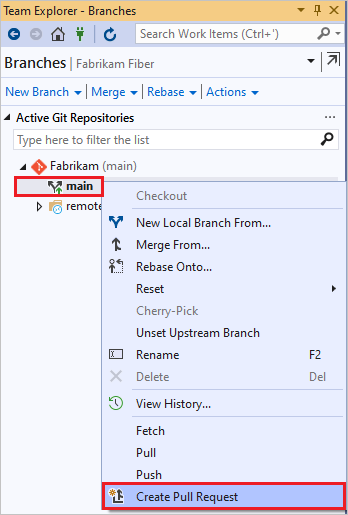 Team Explorer - Branches
Search Work Items (Ctrl+')
Branches | Fabrikam Fiber
New Branch | Merge | Rebase | Actions
Active Git Repositories
Type here to filter the list
Fabrikam (main)
main
remote
Checkout
New Local Branch From...
Merge From...
Rebase Onto...
Reset
Cherry-Pick
Unset Upstream Branch
Rename F2
Delete Del
View History...
Fetch
Pull
Push
Create Pull Request